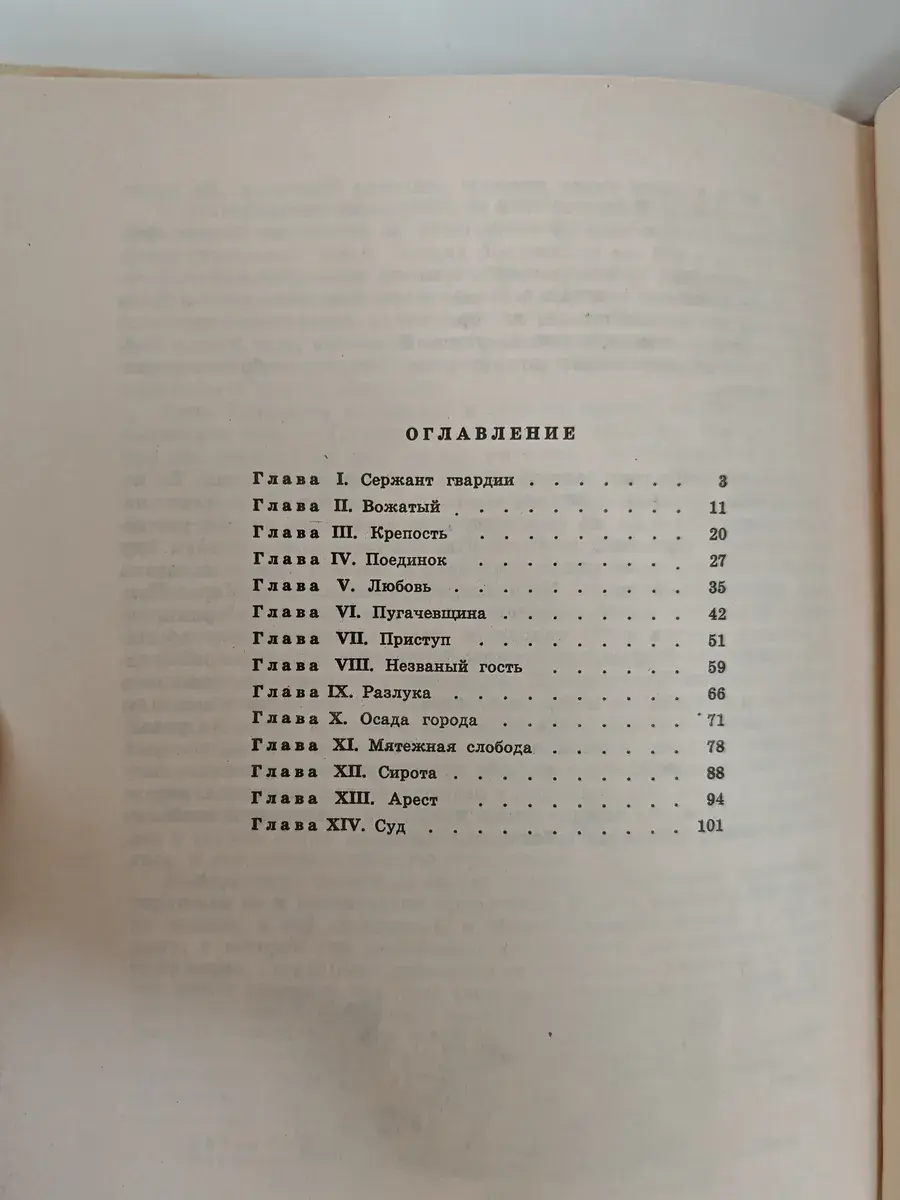 ОГЛАВЛЕНИЕ
Глава I. Сержант гвардии . . . . . . . 3
Глава II. Вожатый . . . . . . . . . . 11
Глава III. Крепость . . . . . . . . . 20
Глава IV. Поединок . . . . . . . . . 27
Глава V. Любовь . . . . . . . . . . 35
Глава VI. Пугачевщина . . . . . . . . 42
Глава VII. Приступ . . . . . . . . . 51
Глава VIII. Незваный гость . . . . . . 59
Глава IX. Разлука . . . . . . . . . . 66
Глава X. Осада города . . . . . . . . 71
Глава XI. Мятежная слобода . . . . . . 78
Глава XII. Сирота . . . . . . . . . . 88
Глава XIII. Арест . . . . . . . . . 94
Глава XIV. Суд . . . . . . . . . . . 101